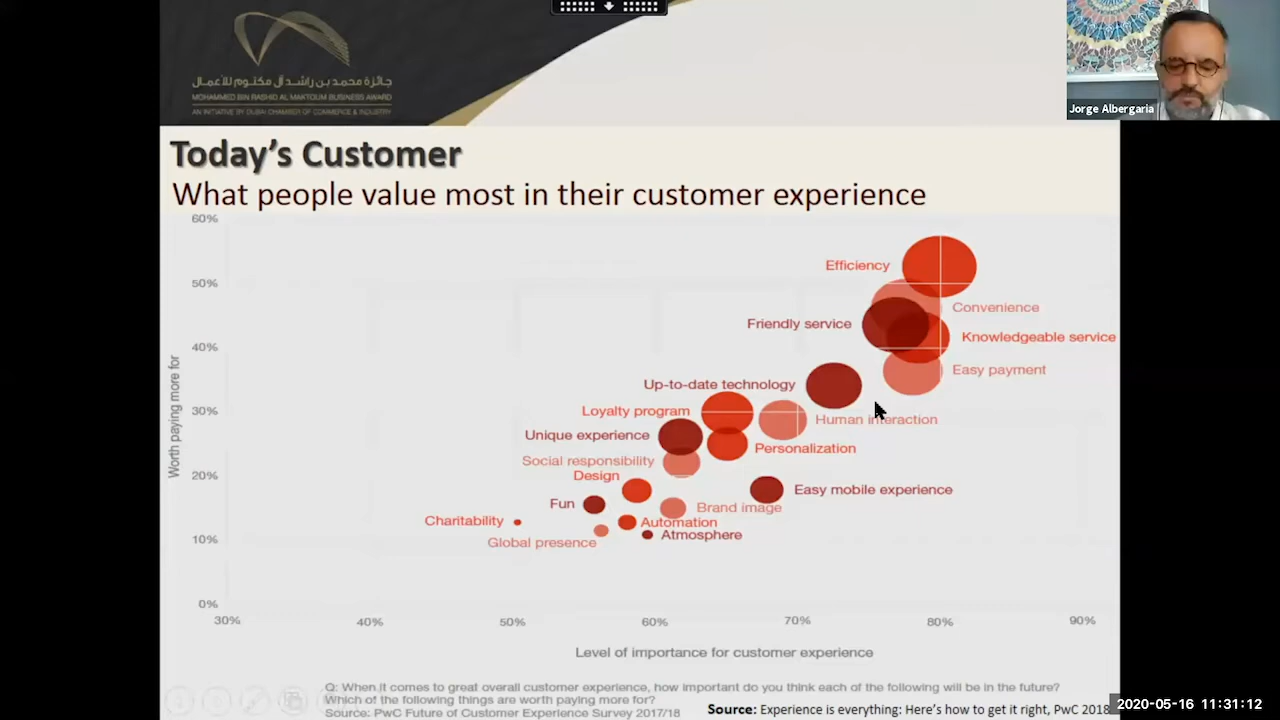 جائزة محمد بن راشد آل مكتوم للأعمال
MOHAMMED BIN RASHID AL MAKTOUM BUSINESS AWARD
AN INITIATIVE BY DUBAI CHAMBER OF COMMERCE & INDUSTRY
Jorge Albergaria
Today's Customer
What people value most in their customer experience
60%
Efficiency
50%
Convenience
Friendly service
Knowledgeable service
40%
Easy payment
Up-to-date technology
Loyalty program
30%
Human interaction
Unique experience
Personalization
Social responsibility
Design
20%
Easy mobile experience
Fun
Brand image
Charitability
Automation
Atmosphere
Global presence
10%
0%
Worth paying more for
30%
40%
50%
60%
70%
80%
90%
Level of importance for customer experience
Q: When it comes to great overall customer experience, how important do you think each of the following will be in the future?
Which of the following things are worth paying more for?
Source: PwC Future of Customer Experience Survey 2017/18
Source: Experience is everything: Here's how to get it right, PwC 2018
2020-05-16 11:31:12